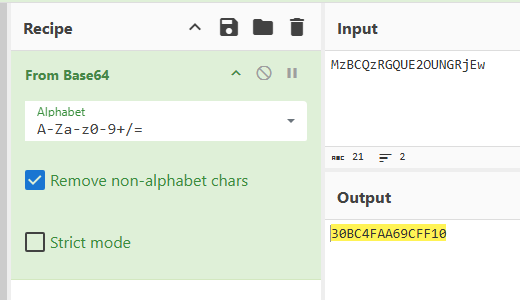 Recipe
Input
From Base64
Alphabet
A-Za-z0-9+/=
Remove non-alphabet chars
Strict mode
MzBCQzRGQUE2OUNGRjEw
ABC 21 2
Output
30BC4FAA69CFF10